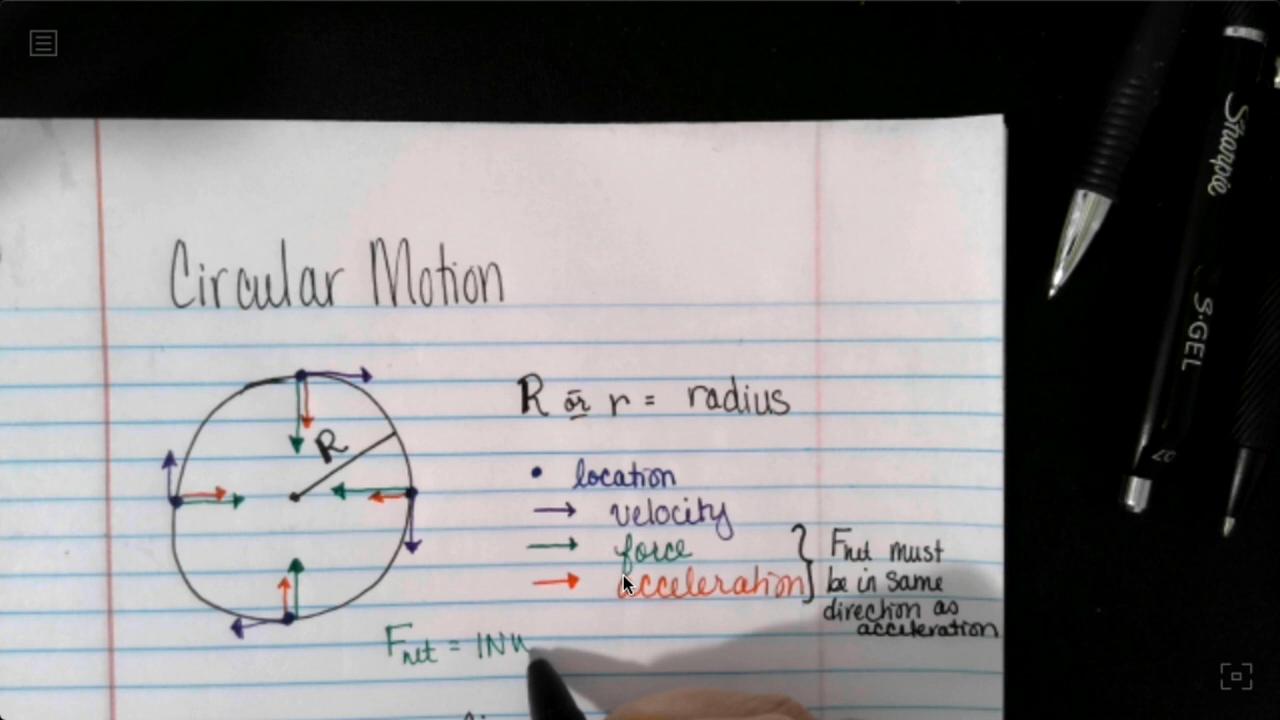 Circular Motion
R or r = radius
R
• location
→ velocity
→ force
→ acceleration
} Fnet must
be in same
direction as
acceleration
Fnet = INW
Sharpie
S·GEL
07